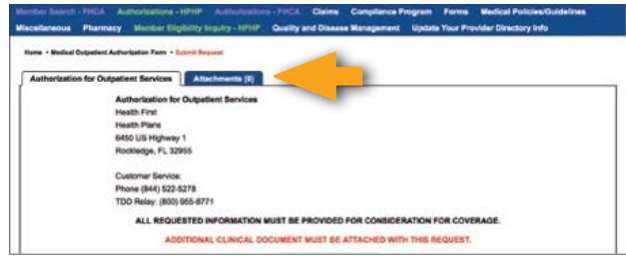 Member Search - FHCA Authorizations - HFHP Authorizations - FHCA Claims Compliance Program Forms Medical Policies/Guidelines
Miscellaneous Pharmacy Member Eligibility Inquiry - HFHP Quality and Disease Management Update Your Provider Directory Info
Home • Medical Outpatient Authorization Form • Submit Request
Authorization for Outpatient Services Attachments [0]
Authorization for Outpatient Services
Health First
Health Plans
6450 US Highway 1
Rockledge, FL 32955
Customer Service:
Phone (844) 522-5278
TDD Relay: (800) 955-8771
ALL REQUESTED INFORMATION MUST BE PROVIDED FOR CONSIDERATION FOR COVERAGE.
ADDITIONAL CLINICAL DOCUMENT MUST BE ATTACHED WITH THIS REQUEST.